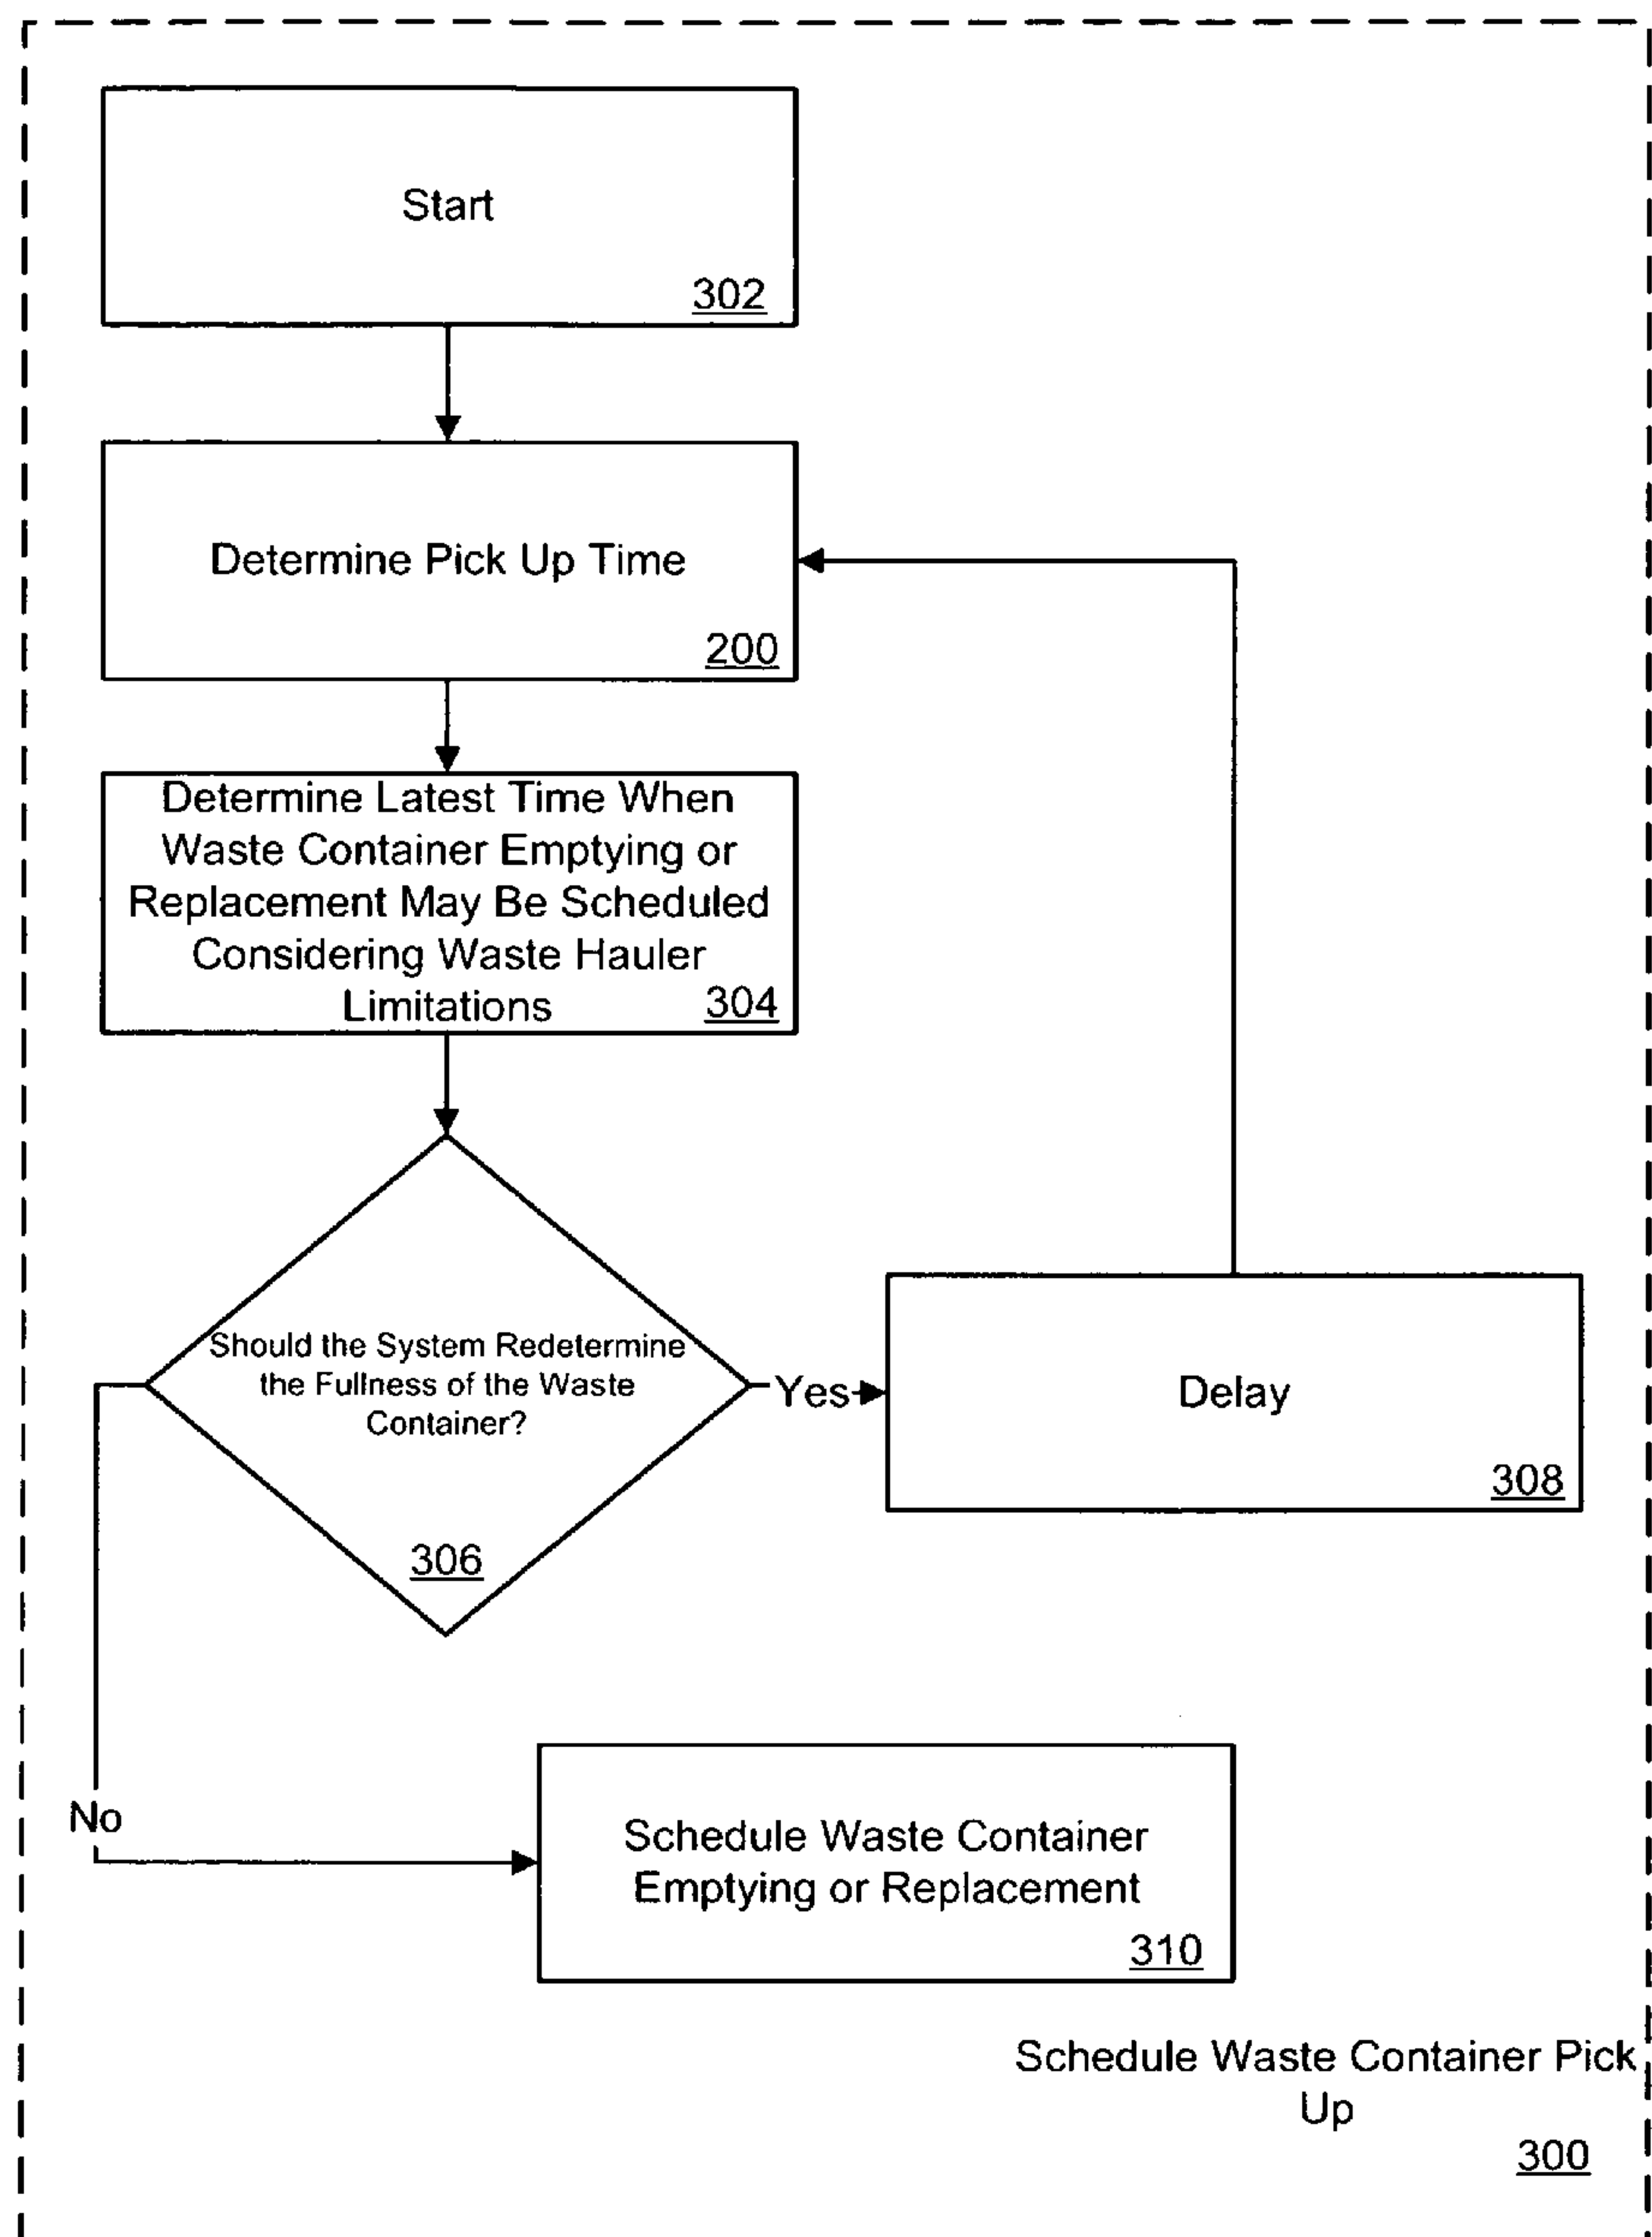 Start
302
Determine Pick Up Time
200
Determine Latest Time When
Waste Container Emptying or
Replacement May Be Scheduled
Considering Waste Hauler
Limitations
304
Should the System Redetermine
the Fullness of the Waste
Container?
306
Yes
Delay
308
No
Schedule Waste Container
Emptying or Replacement
310
Schedule Waste Container Pick
Up
300